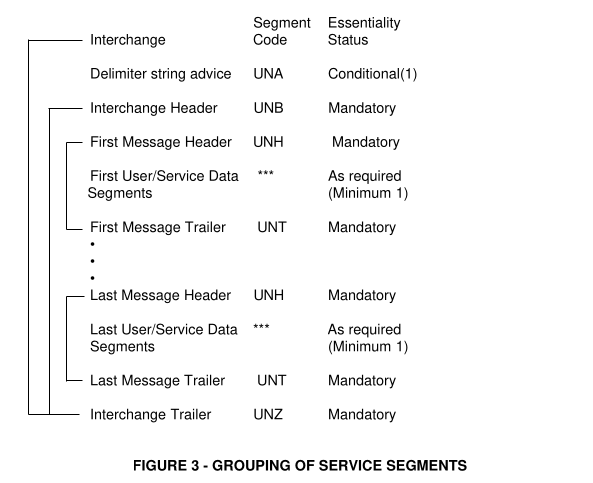 Segment Essentiality
Interchange Code Status
Delimiter string advice UNA Conditional(1)
Interchange Header UNB Mandatory
First Message Header UNH Mandatory
First User/Service Data *** As required
Segments (Minimum 1)
First Message Trailer UNT Mandatory
•
•
•
Last Message Header UNH Mandatory
Last User/Service Data *** As required
Segments (Minimum 1)
Last Message Trailer UNT Mandatory
Interchange Trailer UNZ Mandatory
FIGURE 3 - GROUPING OF SERVICE SEGMENTS